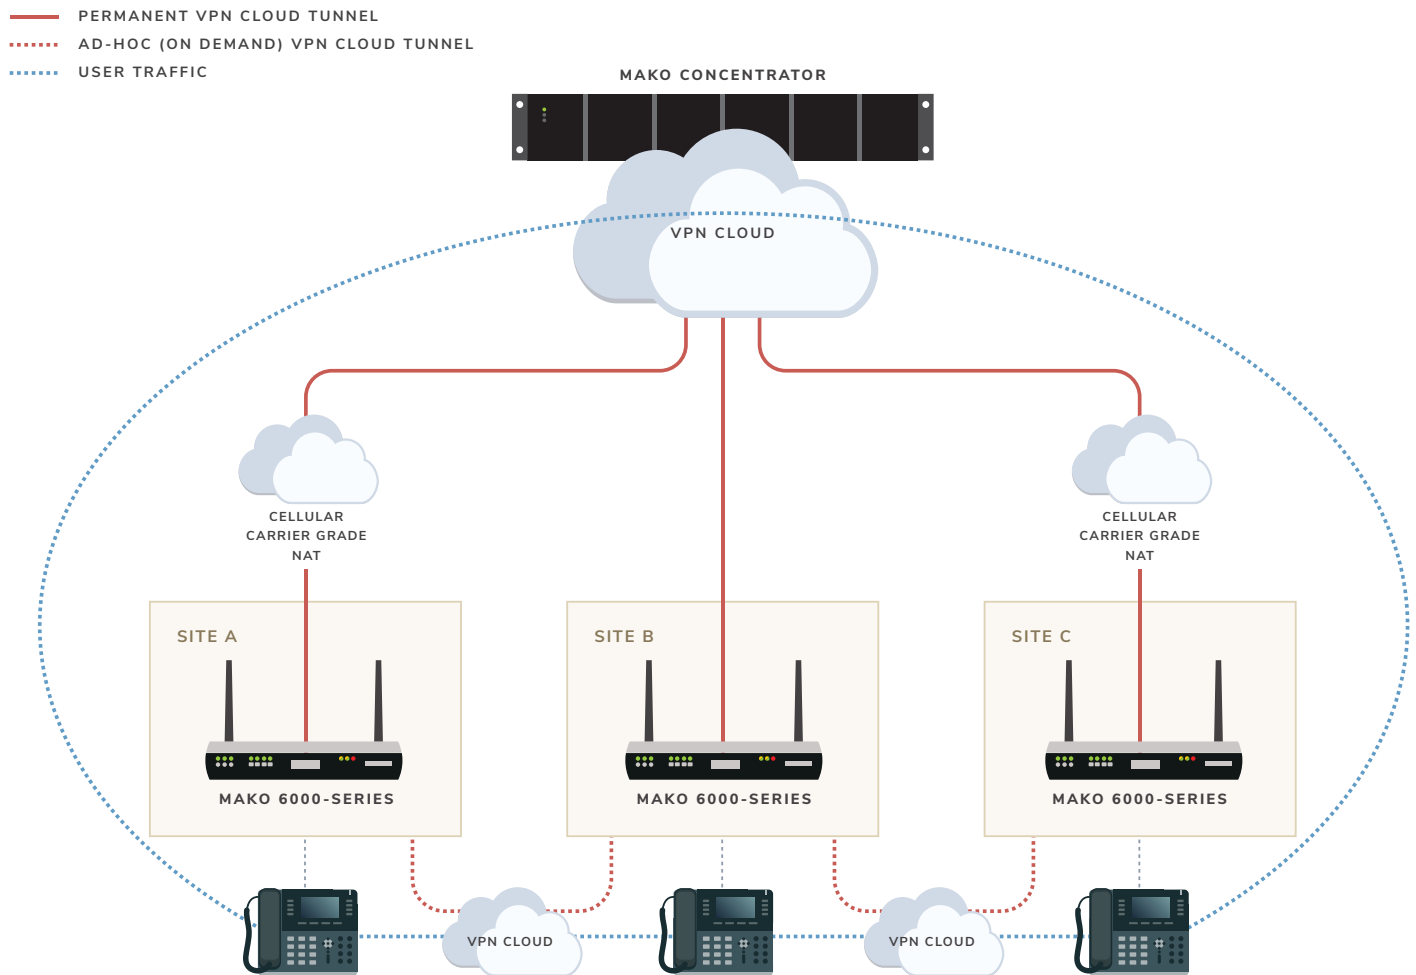 PERMANENT VPN CLOUD TUNNEL
AD-HOC (ON DEMAND) VPN CLOUD TUNNEL
USER TRAFFIC
MAKO CONCENTRATOR
VPN CLOUD
CELLULAR
CARRIER GRADE
NAT
CELLULAR
CARRIER GRADE
NAT
SITE A
MAKO 6000-SERIES
SITE B
MAKO 6000-SERIES
SITE C
MAKO 6000-SERIES
VPN CLOUD
VPN CLOUD